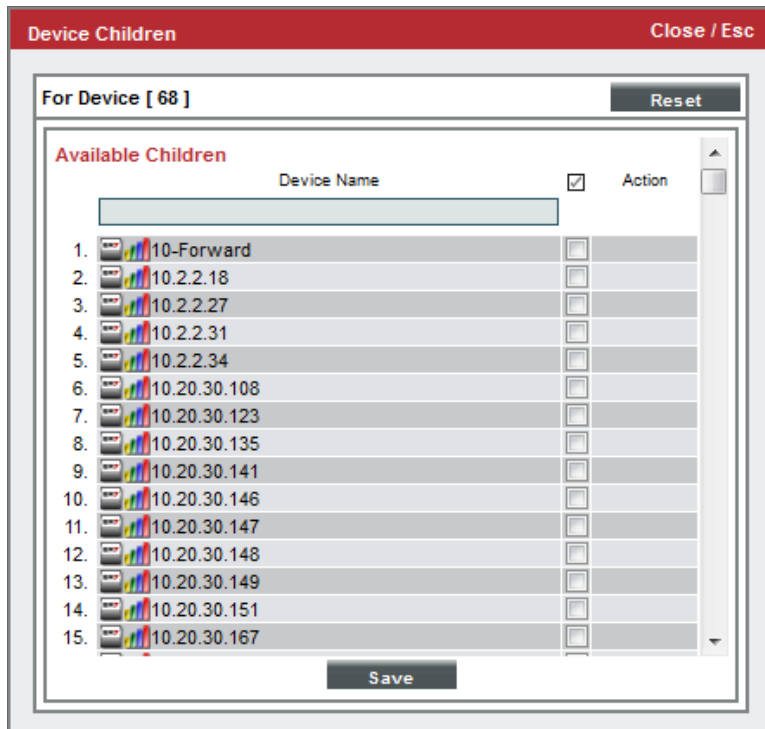 Device Children Close / Esc
For Device [ 68 ] Reset
Available Children
Device Name Action
1. 10-Forward
2. 10.2.2.18
3. 10.2.2.27
4. 10.2.2.31
5. 10.2.2.34
6. 10.20.30.108
7. 10.20.30.123
8. 10.20.30.135
9. 10.20.30.141
10. 10.20.30.146
11. 10.20.30.147
12. 10.20.30.148
13. 10.20.30.149
14. 10.20.30.151
15. 10.20.30.167
Save